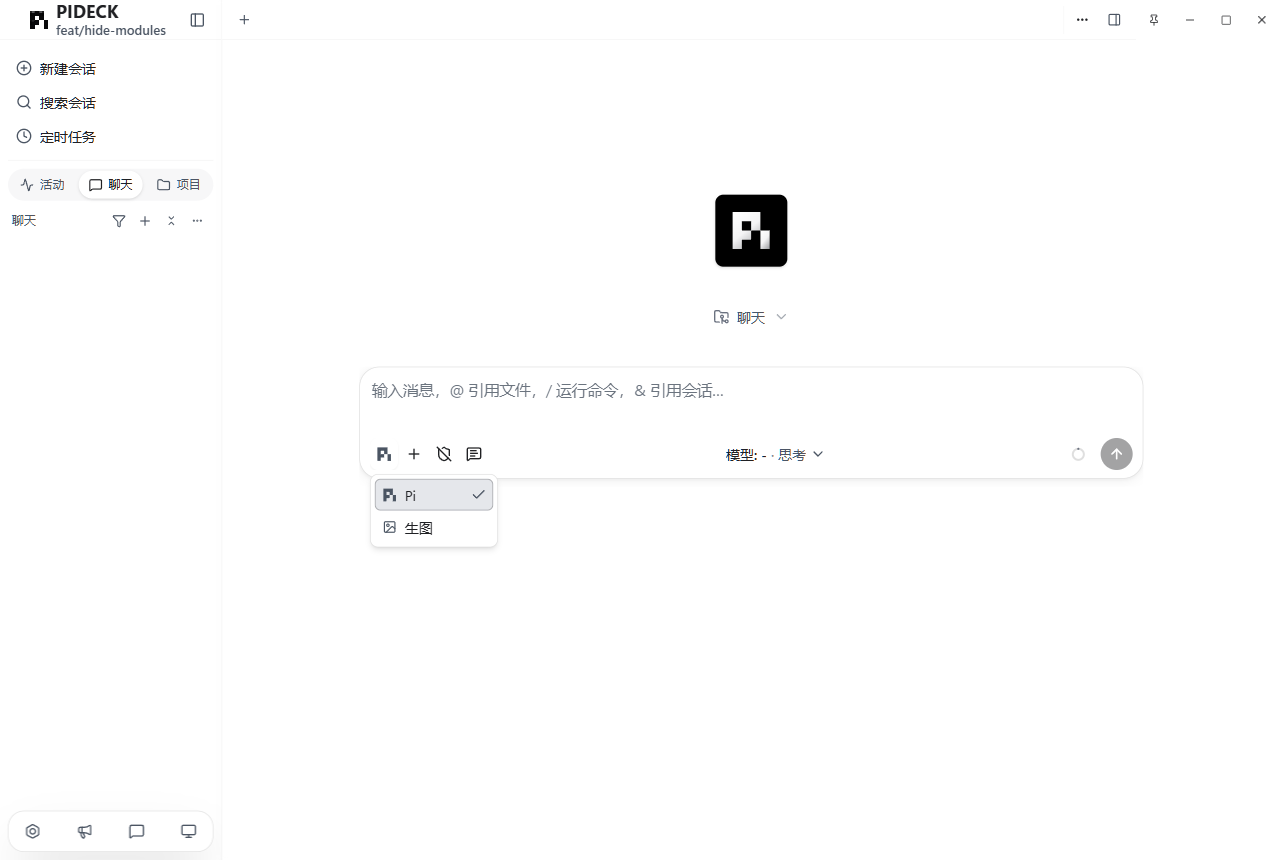 PIDECK
feat/hide-modules
新建会话
搜索会话
定时任务
活动 聊天 项目
聊天
聊天
输入消息，@ 引用文件，/ 运行命令，& 引用会话...
模型: - · 思考
Pi
生图